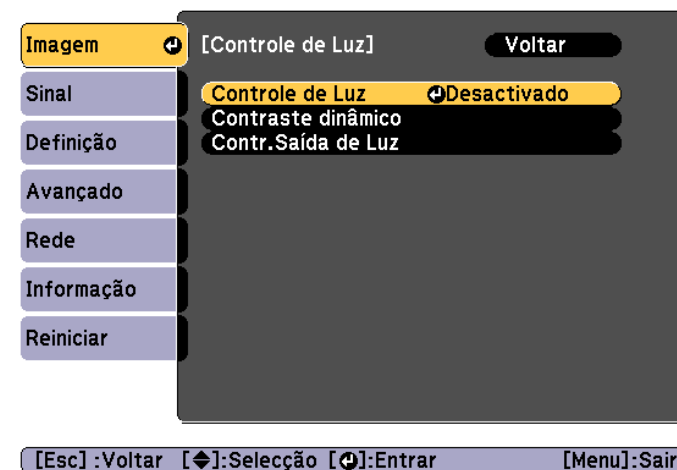 Imagem
Sinal
Definição
Avançado
Rede
Informação
Reiniciar
[Controle de Luz] Voltar
Controle de Luz Desactivado
Contraste dinâmico
Contr.Saída de Luz
[Esc] :Voltar [ ]:Selecção [ ]:Entrar [Menu]:Sair